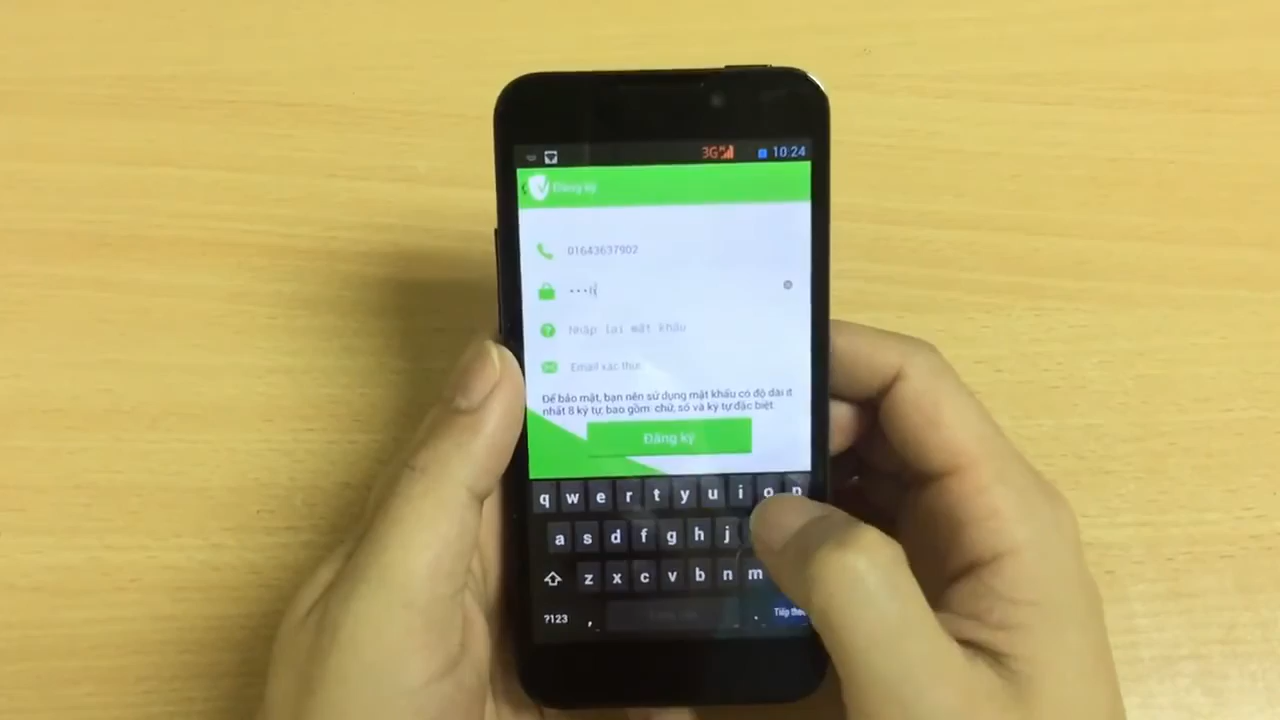 3G 10:24
Đăng ký
01643637902
Nhập lại mật khẩu
Email xác thực
Để bảo mật, bạn nên sử dụng mật khẩu có độ dài ít
nhất 8 ký tự, bao gồm: chữ, số và ký tự đặc biệt
Đăng ký
q w e r t y u i o p
a s d f g h j
z x c v b n m
?123 , . Tiếp theo